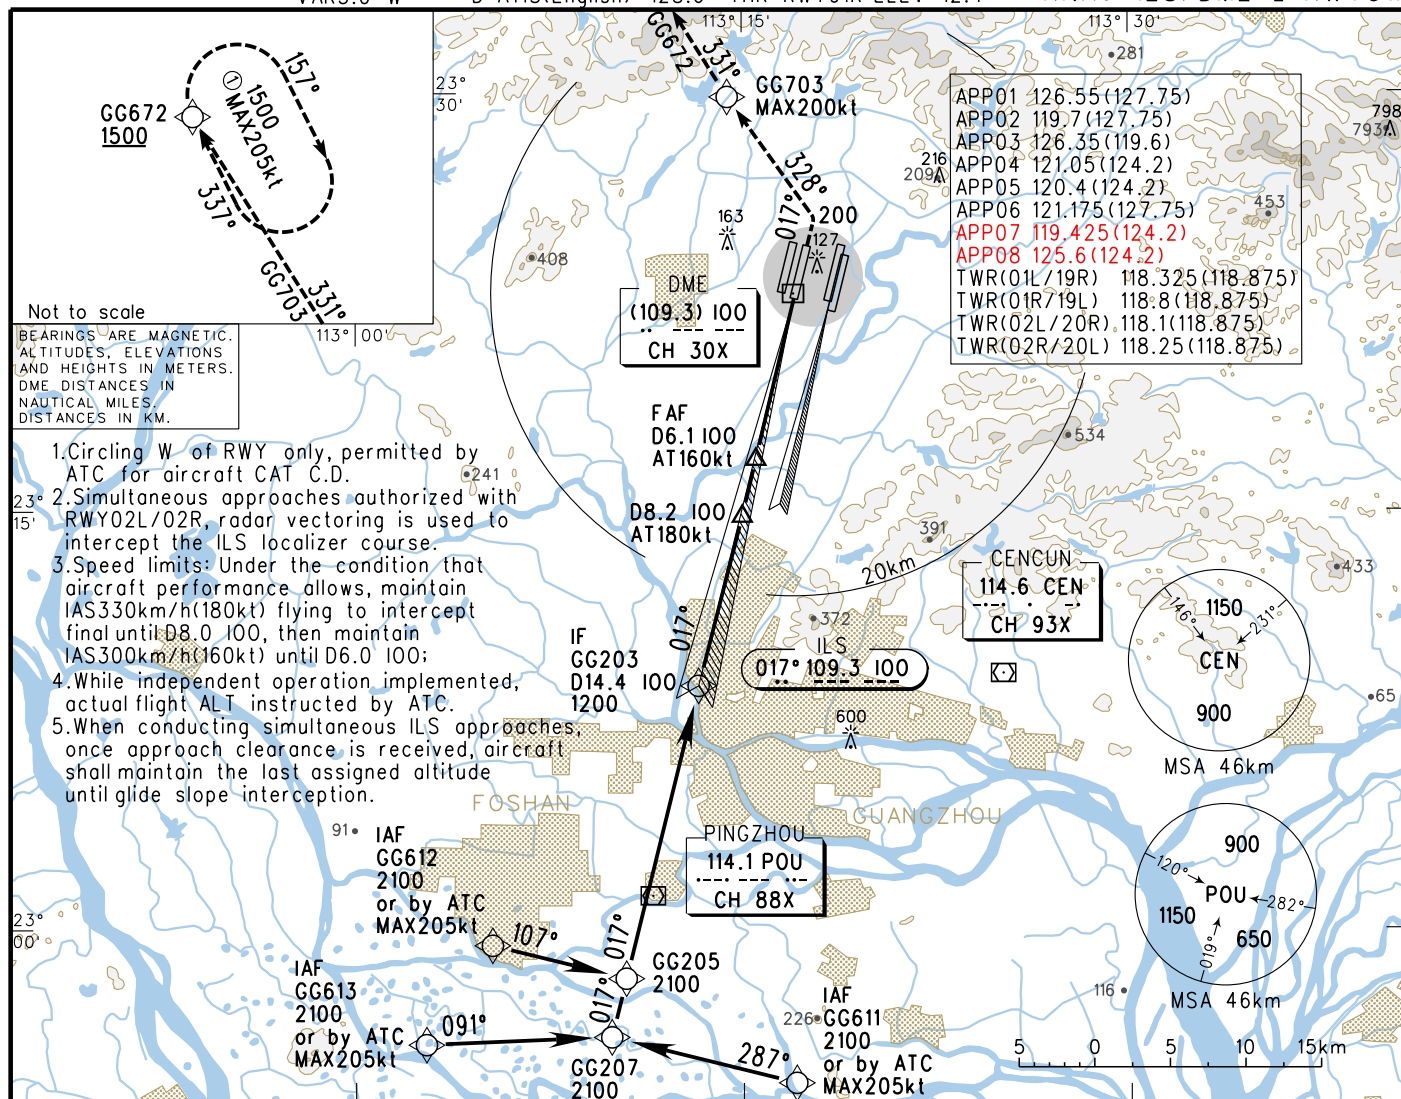 113°15'
113°30'
157°
① 1500
MAX205kt
GG672
1500
337°
331°
GG703
Not to scale
BEARINGS ARE MAGNETIC.
ALTITUDES, ELEVATIONS
AND HEIGHTS IN METERS.
DME DISTANCES IN
NAUTICAL MILES.
DISTANCES IN KM.
113°00'
23°
30'
GG672
331°
GG703
MAX200kt
328°
017°
200
163
127
408
281
216
209
798
793
453
APP01 126.55(127.75)
APP02 119.7(127.75)
APP03 126.35(119.6)
APP04 121.05(124.2)
APP05 120.4(124.2)
APP06 121.175(127.75)
APP07 119.425(124.2)
APP08 125.6(124.2)
TWR(01L/19R) 118.325(118.875)
TWR(01R/19L) 118.8(118.875)
TWR(02L/20R) 118.1(118.875)
TWR(02R/20L) 118.25(118.875)
DME
(109.3) IOO
CH 30X
FAF
D6.1 IOO
AT160kt
D8.2 IOO
AT180kt
534
391
433
372
20km
23°
15'
241
1.Circling W of RWY only, permitted by
ATC for aircraft CAT C.D.
2.Simultaneous approaches authorized with
RWY02L/02R, radar vectoring is used to
intercept the ILS localizer course.
3.Speed limits: Under the condition that
aircraft performance allows, maintain
IAS330km/h(180kt) flying to intercept
final until D8.0 IOO, then maintain
IAS300km/h(160kt) until D6.0 IOO;
4.While independent operation implemented,
actual flight ALT instructed by ATC.
5.When conducting simultaneous ILS approaches,
once approach clearance is received, aircraft
shall maintain the last assigned altitude
until glide slope interception.
CENCUN
114.6 CEN
CH 93X
017°
IF
GG203
D14.4 IOO
1200
ILS
017° 109.3 IOO
600
65
1150
146°
231°
CEN
900
MSA 46km
FOSHAN
GUANGZHOU
91
PINGZHOU
114.1 POU
CH 88X
900
120°
POU
282°
1150
650
019°
MSA 46km
23°
00'
IAF
GG612
2100
or by ATC
MAX205kt
107°
017°
GG205
2100
IAF
GG613
2100
or by ATC
MAX205kt
091°
017°
GG207
2100
287°
226
IAF
GG611
2100
or by ATC
MAX205kt
116
5 0 5 10 15km